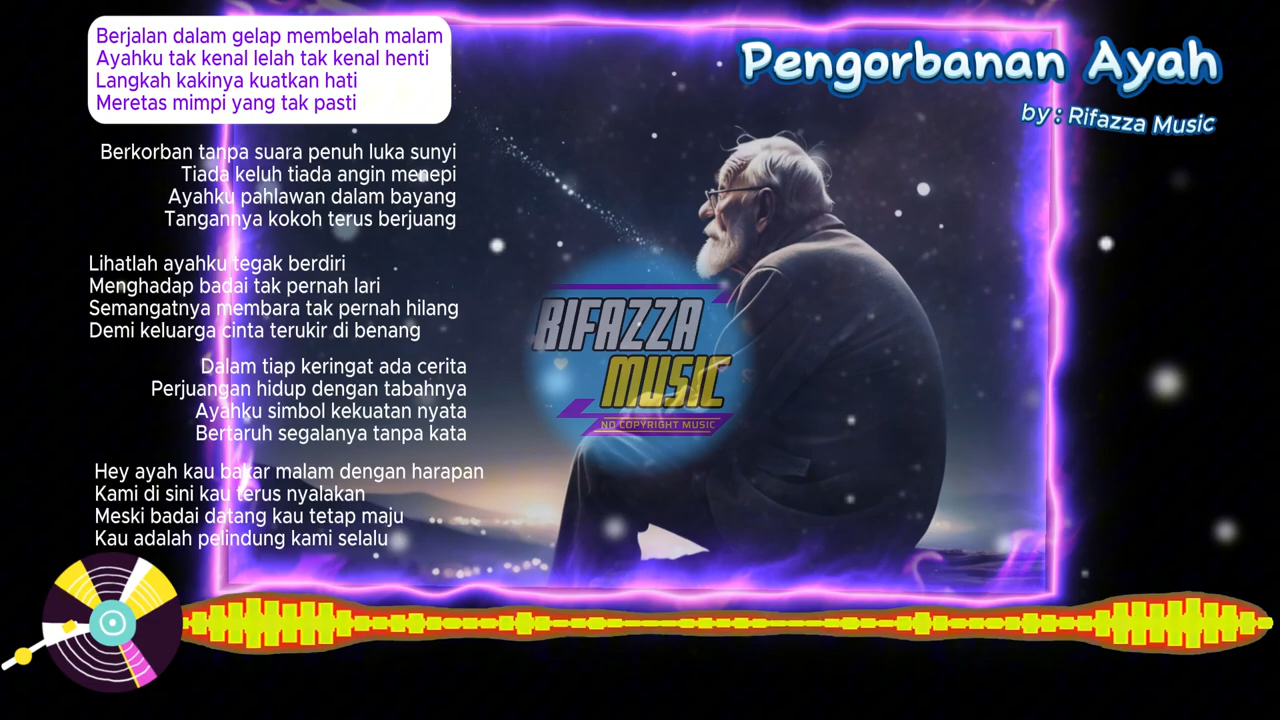 Pengorbanan Ayah
by : Rifazza Music
Berjalan dalam gelap membelah malam
Ayahku tak kenal lelah tak kenal henti
Langkah kakinya kuatkan hati
Meretas mimpi yang tak pasti
Berkorban tanpa suara penuh luka sunyi
Tiada keluh tiada angin menepi
Ayahku pahlawan dalam bayang
Tangannya kokoh terus berjuang
Lihatlah ayahku tegak berdiri
Menghadap badai tak pernah lari
Semangatnya membara tak pernah hilang
Demi keluarga cinta terukir di benang
Dalam tiap keringat ada cerita
Perjuangan hidup dengan tabahnya
Ayahku simbol kekuatan nyata
Bertaruh segalanya tanpa kata
Hey ayah kau bakar malam dengan harapan
Kami di sini kau terus nyalakan
Meski badai datang kau tetap maju
Kau adalah pelindung kami selalu
RIFAZZA
MUSIC
NO COPYRIGHT MUSIC